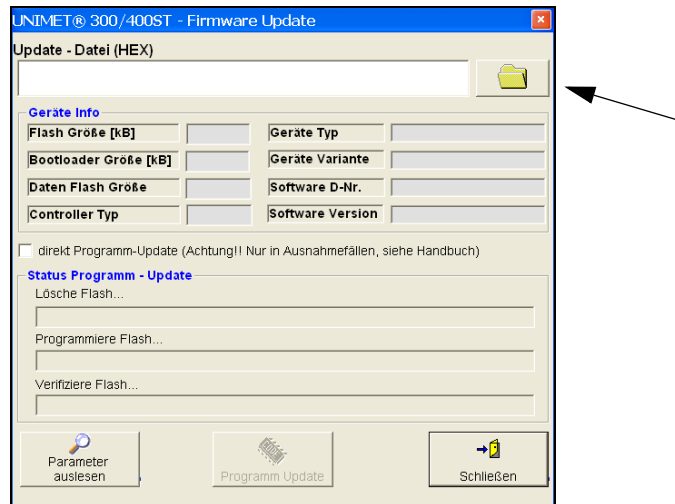 UNIMET® 300/400ST - Firmware Update
Update - Datei (HEX)
Geräte Info
Flash Größe [kB]
Geräte Typ
Bootloader Größe [kB]
Geräte Variante
Daten Flash Größe
Software D-Nr.
Controller Typ
Software Version
direkt Programm-Update (Achtung!! Nur in Ausnahmefällen, siehe Handbuch)
Status Programm - Update
Lösche Flash...
Programmiere Flash...
Verifiziere Flash...
Parameter
auslesen
Programm Update
Schließen